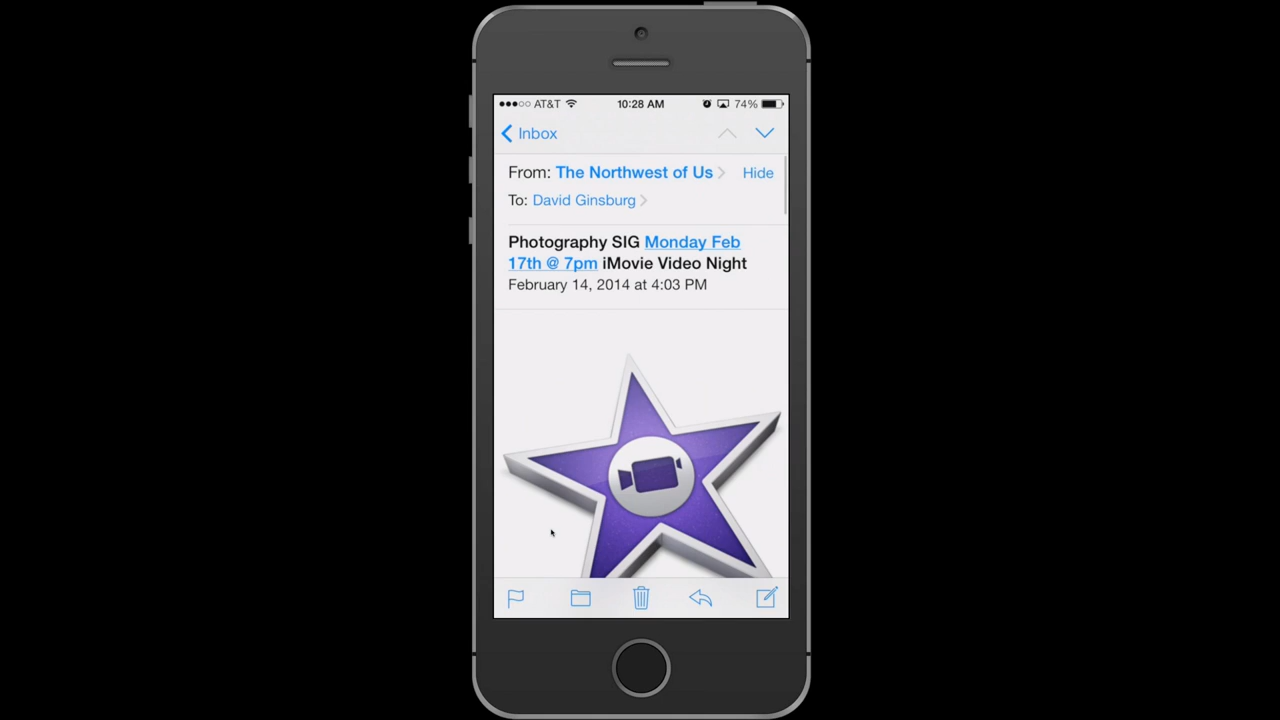 AT&T 10:28 AM 74%
Inbox
From: The Northwest of Us Hide
To: David Ginsburg
Photography SIG Monday Feb
17th @ 7pm iMovie Video Night
February 14, 2014 at 4:03 PM